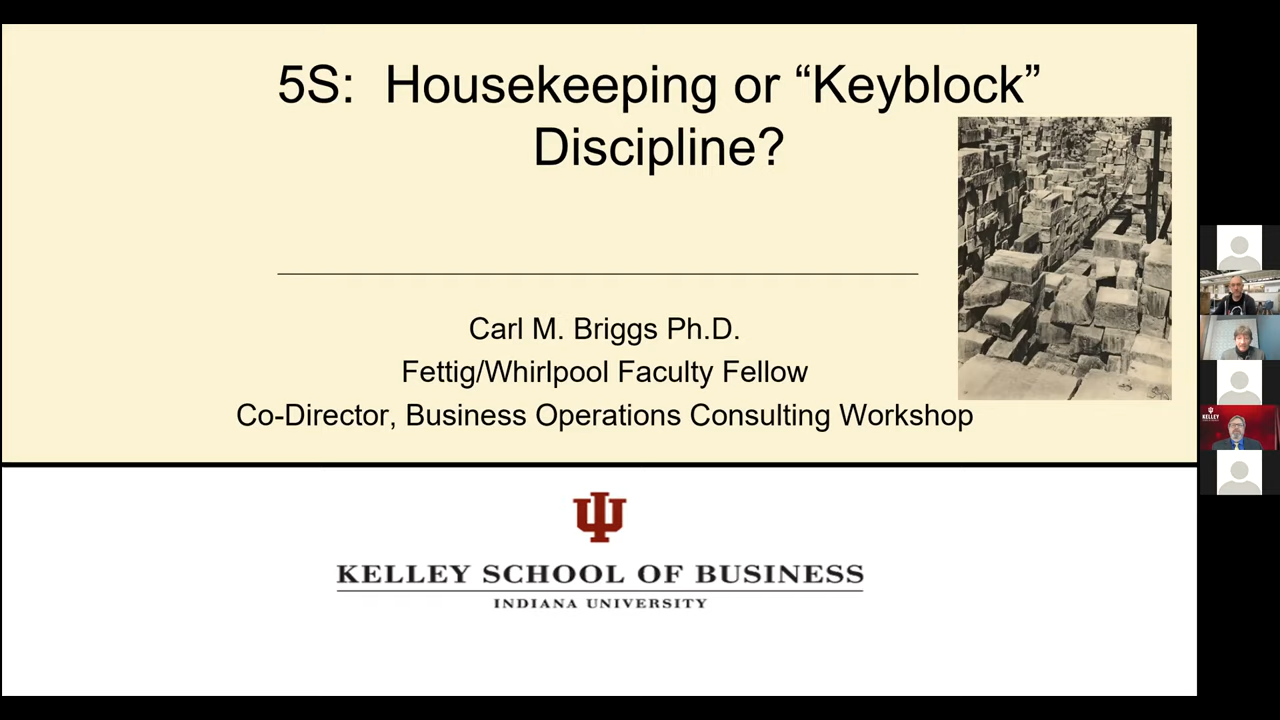 5S: Housekeeping or “Keyblock”
Discipline?
Carl M. Briggs Ph.D.
Fettig/Whirlpool Faculty Fellow
Co-Director, Business Operations Consulting Workshop
KELLEY SCHOOL OF BUSINESS
INDIANA UNIVERSITY
KELLEY